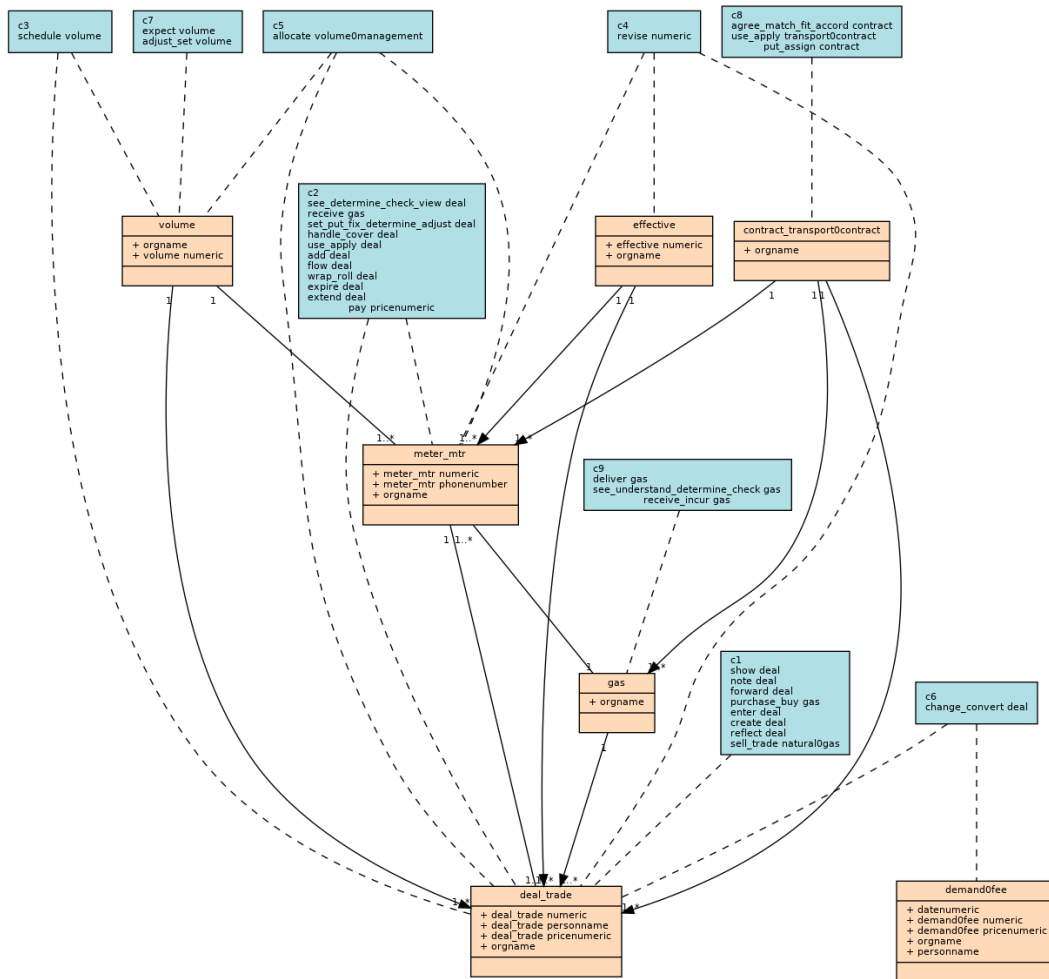 c3
schedule volume
c7
expect volume
adjust_set volume
c5
allocate volume0management
c4
revise numeric
c8
agree_match_fit_accord contract
use_apply transport0contract
put_assign contract
c2
see_determine_check_view deal
receive gas
set_put_fix_determine_adjust deal
handle_cover deal
use_apply deal
add deal
flow deal
wrap_roll deal
expire deal
extend deal
pay pricenumeric
volume
+ orgname
+ volume numeric
effective
+ effective numeric
+ orgname
contract_transport0contract
+ orgname
1
1
1
1
1
1
1
1..*
1..*
1..*
meter_mtr
+ meter_mtr numeric
+ meter_mtr phonenumber
+ orgname
c9
deliver gas
see_understand_determine_check gas
receive_incur gas
1
1..*
c1
show deal
note deal
forward deal
purchase_buy gas
enter deal
create deal
reflect deal
sell_trade natural0gas
1
gas
+ orgname
c6
change_convert deal
1
1..*
deal_trade
+ deal_trade numeric
+ deal_trade personname
+ deal_trade pricenumeric
+ orgname
1..*
demand0fee
+ datenumeric
+ demand0fee numeric
+ demand0fee pricenumeric
+ orgname
+ personname